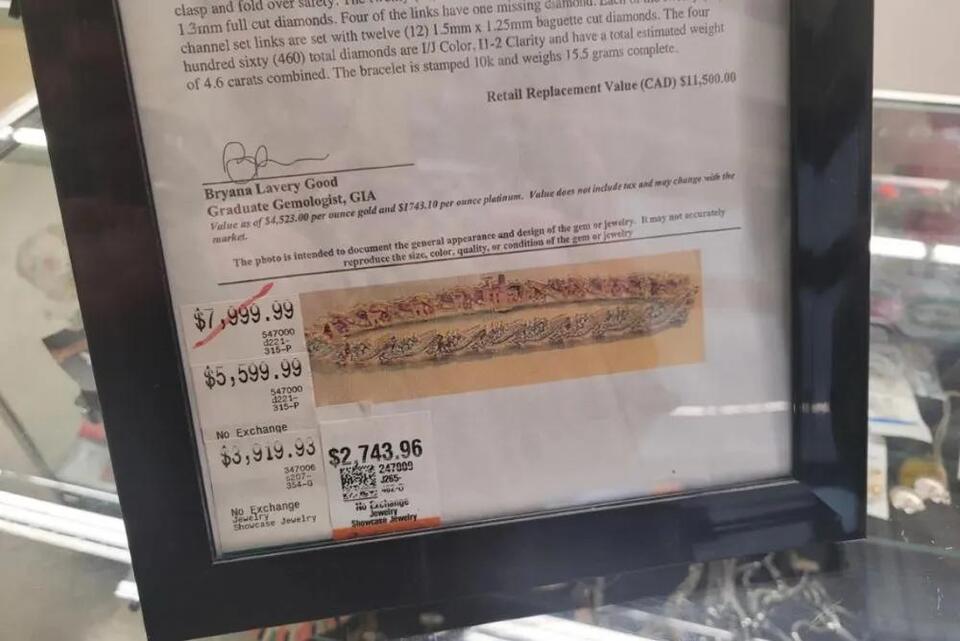 clasp and fold over safety. The
1.3mm full cut diamonds. Four of the links have one missing diamond. Each of the
channel set links are set with twelve (12) 1.5mm x 1.25mm baguette cut diamonds. The four
hundred sixty (460) total diamonds are I/J Color, I1-2 Clarity and have a total estimated weight
of 4.6 carats combined. The bracelet is stamped 10k and weighs 15.5 grams complete.
Retail Replacement Value (CAD) $11,500.00
Bryana Lavery Good
Graduate Gemologist, GIA
Value as of $4,523.00 per ounce gold and $1743.10 per ounce platinum. Value does not include tax and may change with the
market.
The photo is intended to document the general appearance and design of the gem or jewelry. It may not accurately
reproduce the size, color, quality, or condition of the gem or jewelry
$7,999.99
547000
d221-
315-P
$5,599.99
547000
d221-
315-P
No Exchange
$3,919.93
347006
354-G
No Exchange
Jewelry
Showcase Jewelry
$2,743.96
247009
J265-
No Exchange
Jewelry
Showcase Jewelry